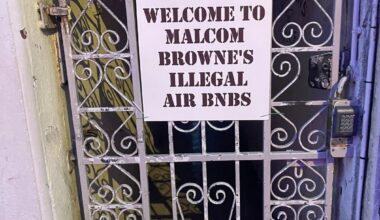 WELCOME TO
MALCOM
BROWNE'S
ILLEGAL
AIR BNBS